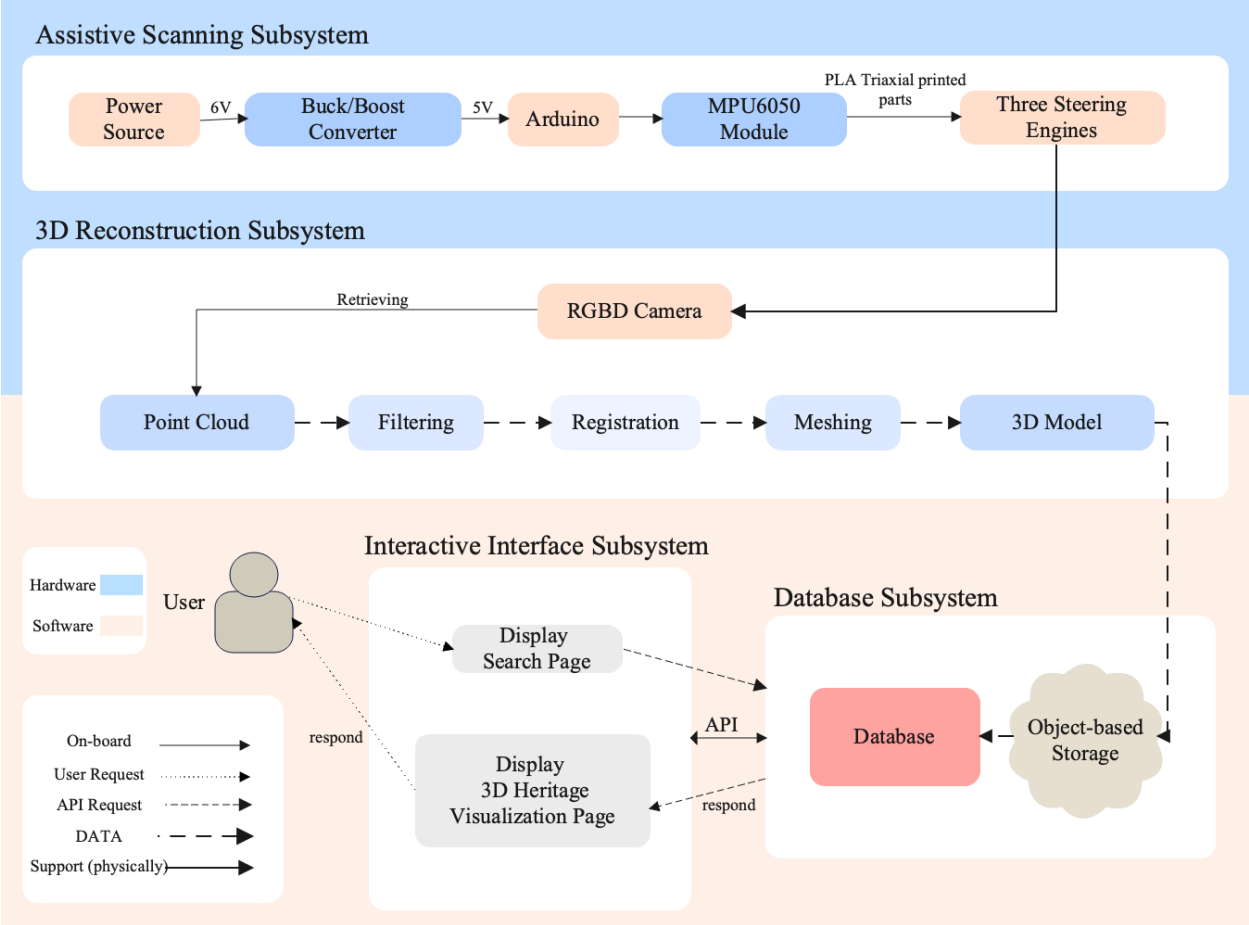 Assistive Scanning Subsystem
Power
Source
6V
Buck/Boost
Converter
5V
Arduino
MPU6050
Module
PLA Triaxial printed
parts
Three Steering
Engines
3D Reconstruction Subsystem
RGBD Camera
Retrieving
Point Cloud
Filtering
Registration
Meshing
3D Model
Hardware
Software
User
Interactive Interface Subsystem
Display
Search Page
Display
3D Heritage
Visualization Page
respond
API
respond
Database Subsystem
Database
Object-based
Storage
On-board
User Request
API Request
DATA
Support (physically)